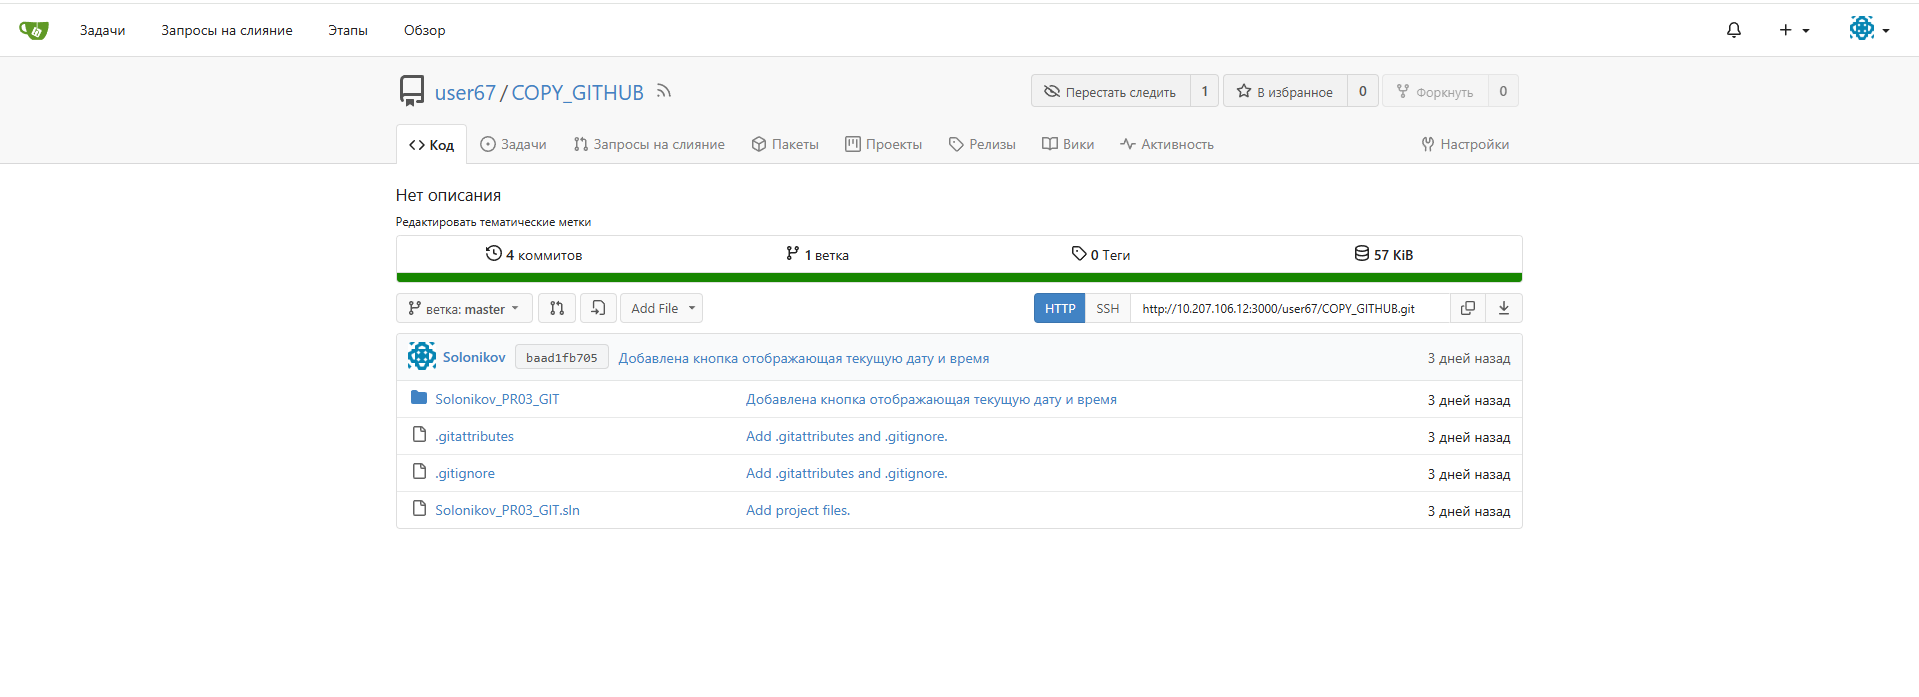 Задачи Запросы на слияние Этапы Обзор
user67 / COPY_GITHUB Перестать следить 1 В избранное 0 Форкнуть 0
Код Задачи Запросы на слияние Пакеты Проекты Релизы Вики Активность Настройки
Нет описания
Редактировать тематические метки
4 коммитов 1 ветка 0 Теги 57 KiB
ветка: master Add File HTTP SSH http://10.207.106.12:3000/user67/COPY_GITHUB.git
Solonikov baad1fb705 Добавлена кнопка отображающая текущую дату и время 3 дней назад
Solonikov_PR03_GIT Добавлена кнопка отображающая текущую дату и время 3 дней назад
.gitattributes Add .gitattributes and .gitignore. 3 дней назад
.gitignore Add .gitattributes and .gitignore. 3 дней назад
Solonikov_PR03_GIT.sln Add project files. 3 дней назад